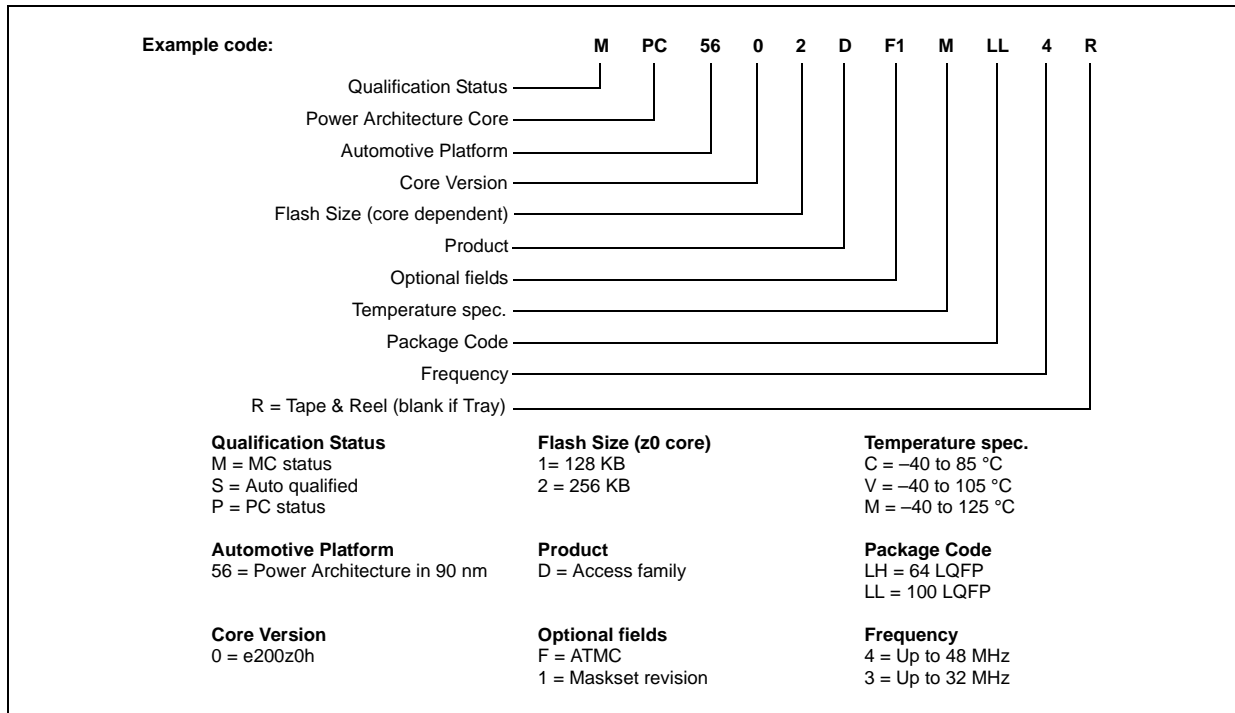 Example code: M PC 56 0 2 D F1 M LL 4 R
Qualification Status
Power Architecture Core
Automotive Platform
Core Version
Flash Size (core dependent)
Product
Optional fields
Temperature spec.
Package Code
Frequency
R = Tape & Reel (blank if Tray)
Qualification Status
M = MC status
S = Auto qualified
P = PC status
Flash Size (z0 core)
1= 128 KB
2 = 256 KB
Temperature spec.
C = –40 to 85 °C
V = –40 to 105 °C
M = –40 to 125 °C
Automotive Platform
56 = Power Architecture in 90 nm
Product
D = Access family
Package Code
LH = 64 LQFP
LL = 100 LQFP
Core Version
0 = e200z0h
Optional fields
F = ATMC
1 = Maskset revision
Frequency
4 = Up to 48 MHz
3 = Up to 32 MHz